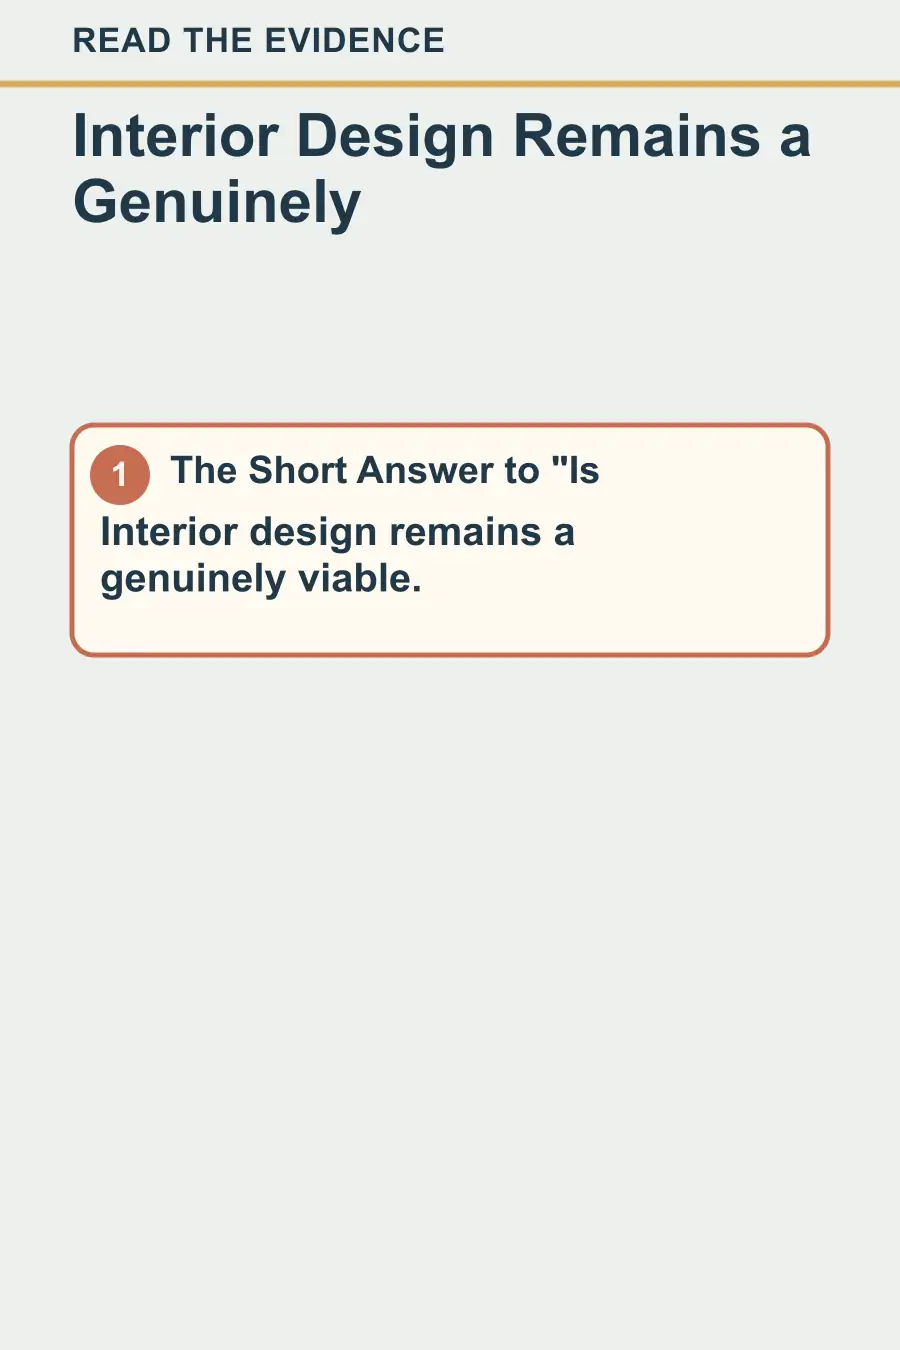 READ THE EVIDENCE
Interior Design Remains a
Genuinely
1 The Short Answer to "Is
Interior design remains a
genuinely viable.